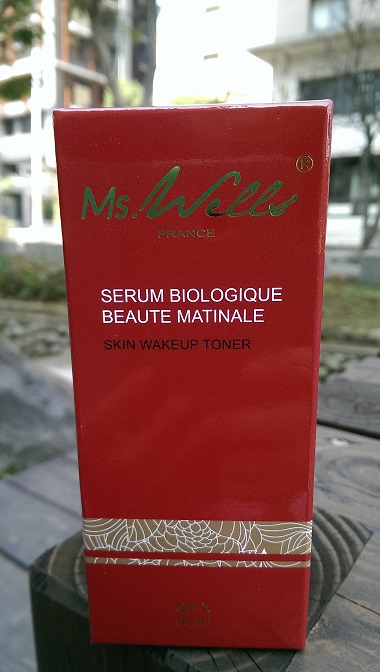 Ms. Wells ®
FRANCE
SERUM BIOLOGIQUE
BEAUTE MATINALE
SKIN WAKEUP TONER